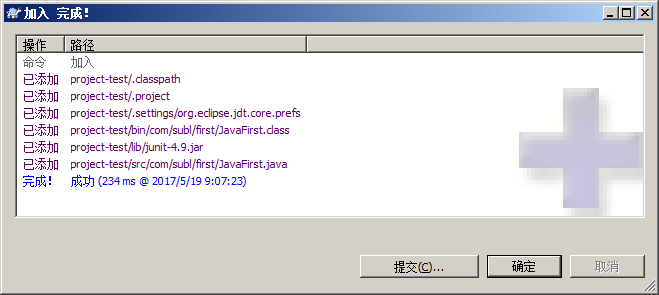 加入 完成!
操作 路径
命令 加入
已添加 project-test/.classpath
已添加 project-test/.project
已添加 project-test/.settings/org.eclipse.jdt.core.prefs
已添加 project-test/bin/com/subl/first/JavaFirst.class
已添加 project-test/lib/junit-4.9.jar
已添加 project-test/src/com/subl/first/JavaFirst.java
完成! 成功 (234 ms @ 2017/5/19 9:07:23)
提交(C)... 确定 取消